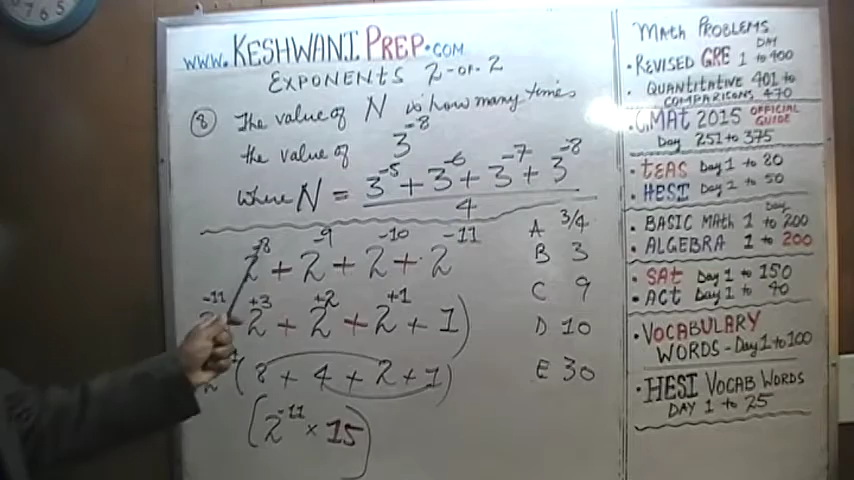 7 6 5
www.KESHWANIPREP.COM
EXPONENTS 2-OF-2
8 The value of N is how many times
the value of 3^-8
where N = (3^-5 + 3^-6 + 3^-7 + 3^-8) / 4
2^-8 + 2^-9 + 2^-10 + 2^-11
-11 2^+3 + 2^+2 + 2^+1 + 1)
2 (8 + 4 + 2 + 1)
(2^-11 × 15)
A 3/4
B 3
C 9
D 10
E 30
MATH PROBLEMS
• REVISED GRE DAY 1 to 400
• QUANTITATIVE 401 to
COMPARISONS 470
• GMAT 2015 OFFICIAL GUIDE
Day 251 to 375
• TEAS Day 1 to 80
• HESI Day 1 to 50
• BASIC MATH Day 1 to 200
• ALGEBRA 1 to 200
• SAT Day 1 to 150
• ACT Day 1 to 40
• VOCABULARY
WORDS - Day 1 to 100
• HESI VOCAB WORDS
DAY 1 to 25